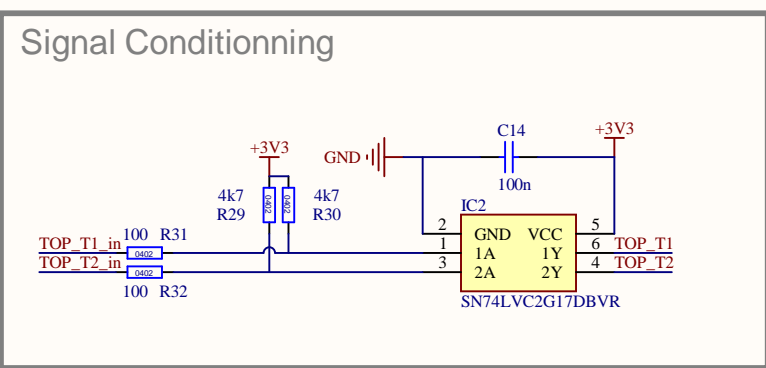 Signal Conditionning
C14
+3V3
+3V3
GND
100n
4k7
R29
0402
0402
4k7
R30
IC2
100 R31
2 GND VCC 5
TOP_T1_in 0402 1 1A 1Y 6 TOP_T1
TOP_T2_in 0402 3 2A 2Y 4 TOP_T2
100 R32
SN74LVC2G17DBVR